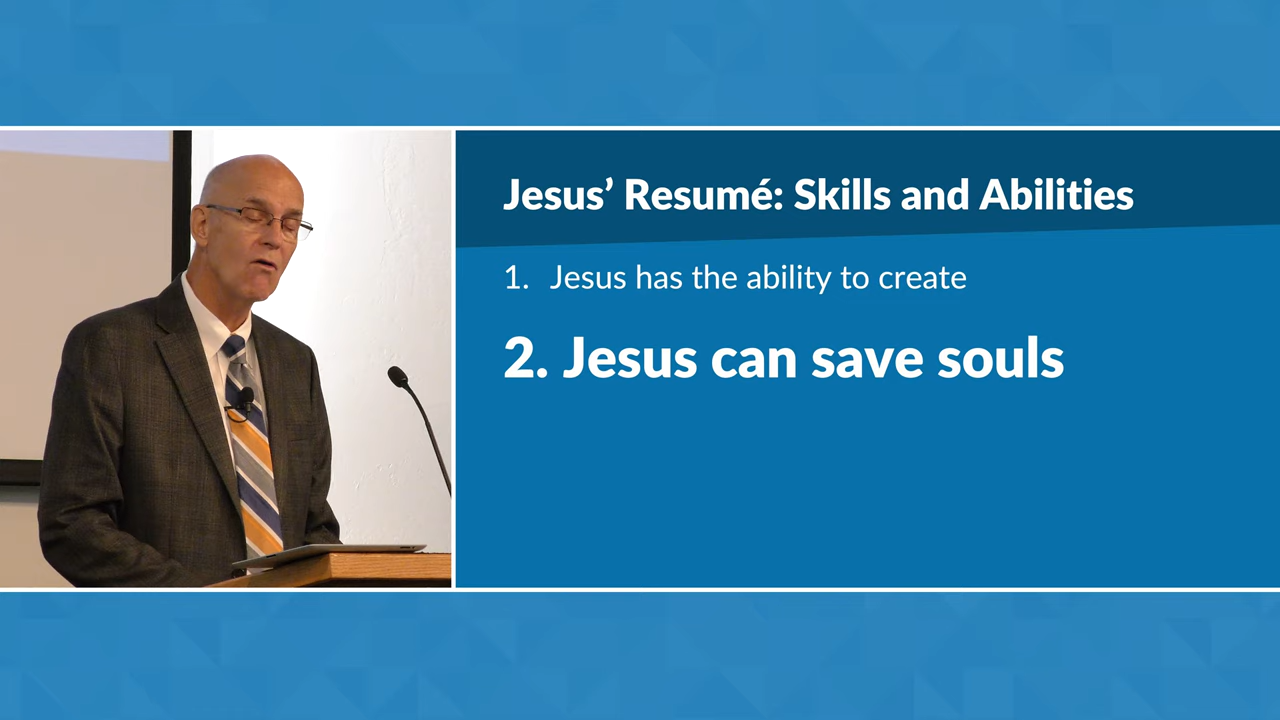 Jesus’ Resumé: Skills and Abilities
1. Jesus has the ability to create
2. Jesus can save souls